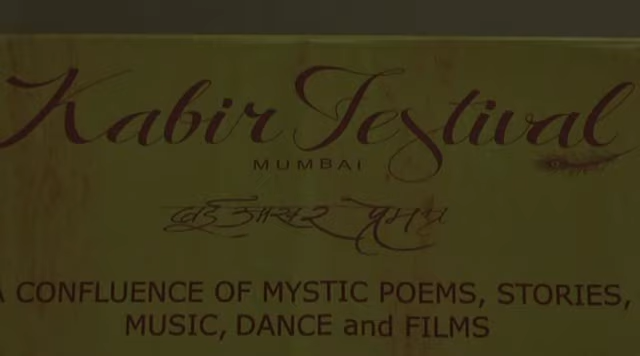 Kabir Festival
MUMBAI
ढाई आखर प्रेम का
A CONFLUENCE OF MYSTIC POEMS, STORIES,
MUSIC, DANCE and FILMS